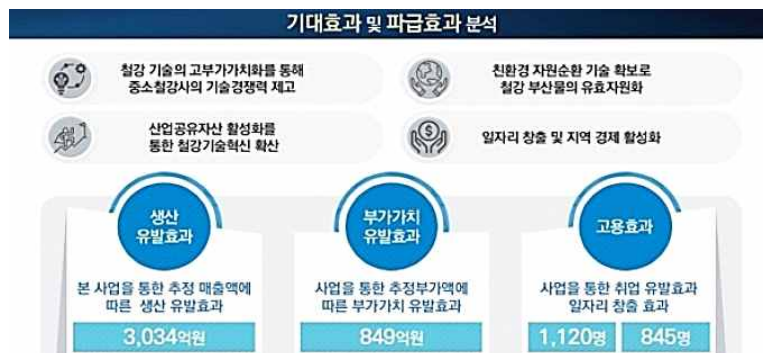 기대효과 및 파급효과 분석
철강 기술의 고부가가치화를 통해
중소철강사의 기술경쟁력 제고
친환경 자원순환 기술 확보로
철강 부산물의 유효자원화
산업공유자산 활성화를
통한 철강기술혁신 확산
일자리 창출 및 지역 경제 활성화
생산
유발효과
본 사업을 통한 추정 매출액에
따른 생산 유발효과
3,034억원
부가가치
유발효과
사업을 통한 추정부가액에
따른 부가가치 유발효과
849억원
고용효과
사업을 통한 취업 유발효과
일자리 창출 효과
1,120명 845명